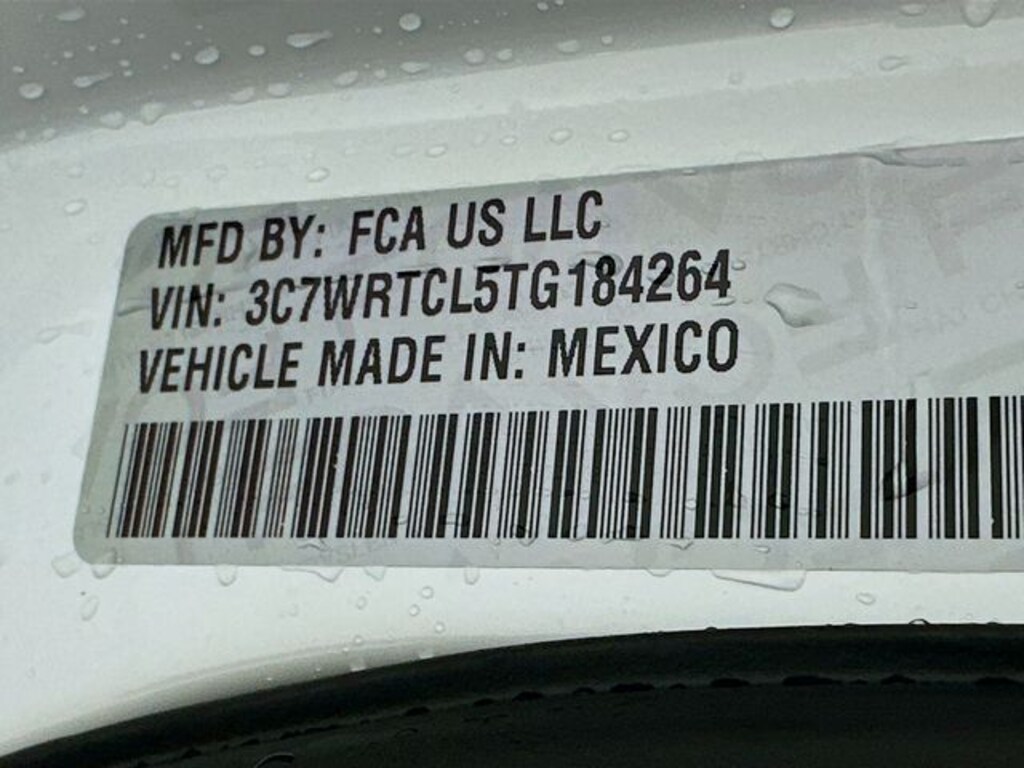 MFD BY: FCA US LLC
VIN: 3C7WRTCL5TG184264
VEHICLE MADE IN: MEXICO